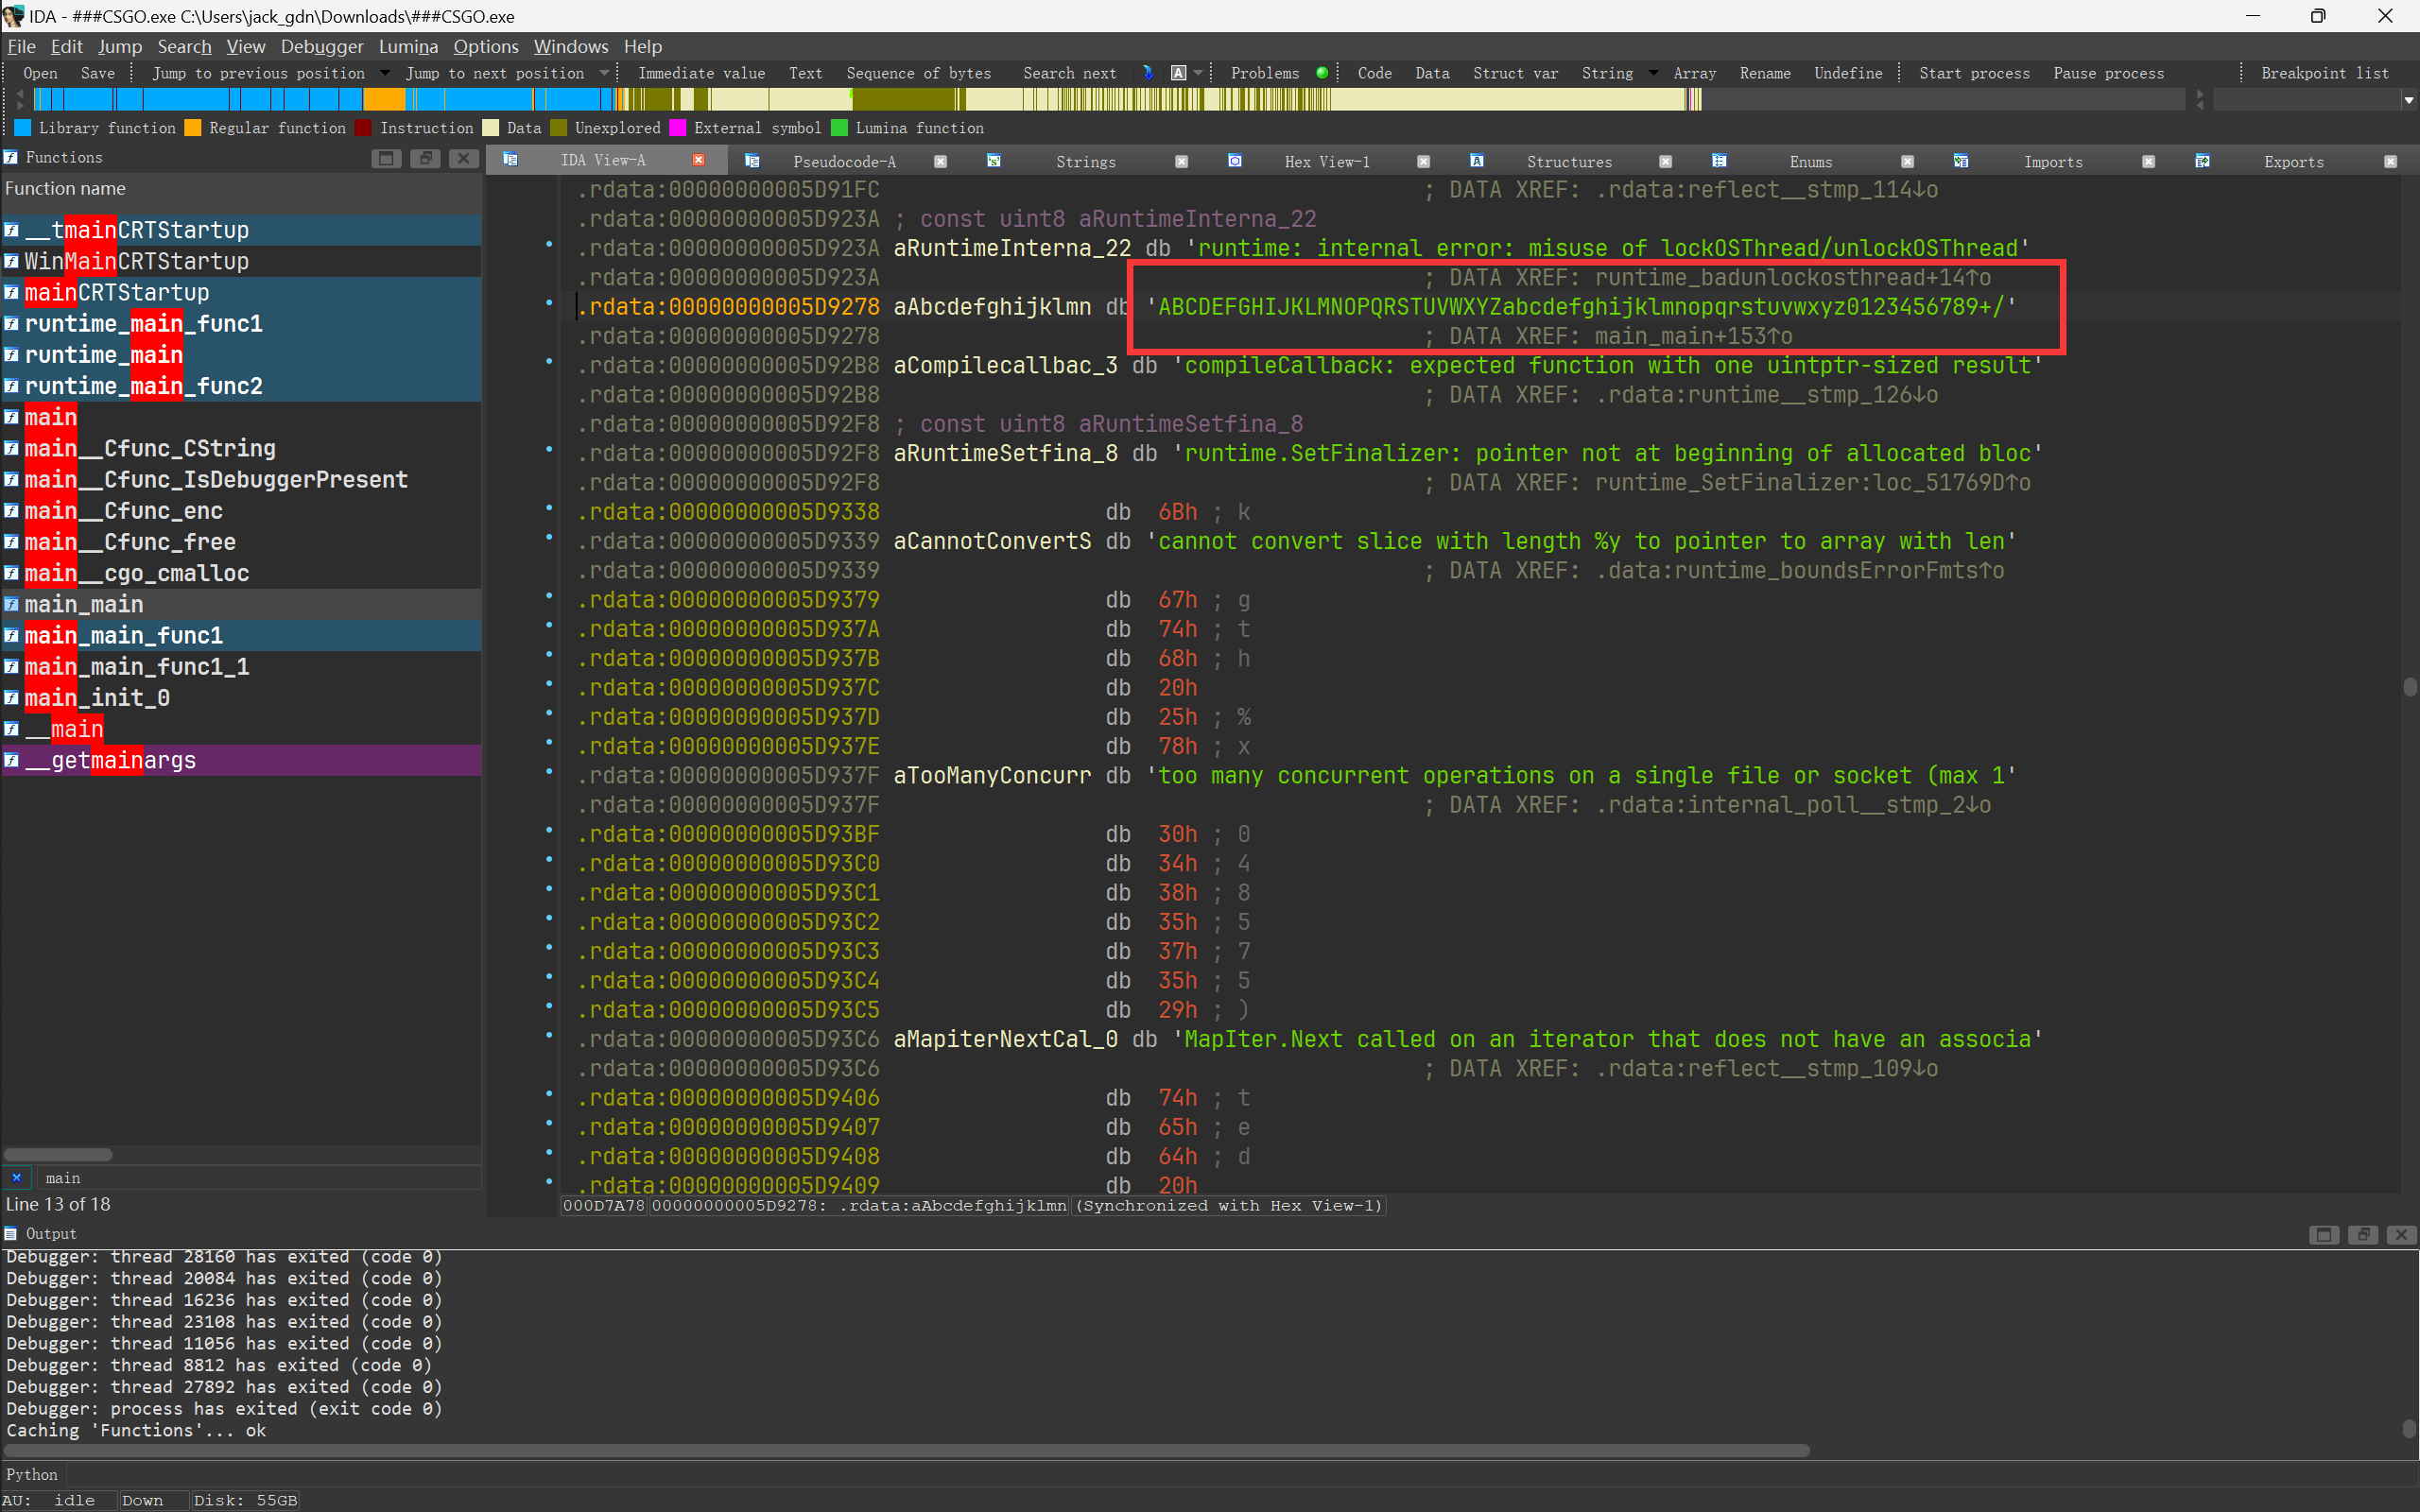 IDA - ###CSGO.exe C:\Users\jack_gdn\Downloads\###CSGO.exe
File Edit Jump Search View Debugger Lumina Options Windows Help
Open Save Jump to previous position Jump to next position Immediate value Text Sequence of bytes Search next A Problems Code Data Struct var String Array Rename Undefine Start process Pause process Breakpoint list
Library function Regular function Instruction Data Unexplored External symbol Lumina function
Functions
Function name
__tmainCRTStartup
WinMainCRTStartup
mainCRTStartup
runtime_main_func1
runtime_main
runtime_main_func2
main
main__Cfunc_CString
main__Cfunc_IsDebuggerPresent
main__Cfunc_enc
main__Cfunc_free
main__cgo_cmalloc
main_main
main_main_func1
main_main_func1_1
main_init_0
__main
__getmainargs
main
Line 13 of 18
IDA View-A Pseudocode-A Strings Hex View-1 Structures Enums Imports Exports
.rdata:00000000005D91FC ; DATA XREF: .rdata:reflect__stmp_114↓o
.rdata:00000000005D923A ; const uint8 aRuntimeInterna_22
.rdata:00000000005D923A aRuntimeInterna_22 db 'runtime: internal error: misuse of lockOSThread/unlockOSThread'
.rdata:00000000005D923A ; DATA XREF: runtime_badunlockosthread+14↑o
.rdata:00000000005D9278 aAbcdefghijklmn db 'ABCDEFGHIJKLMNOPQRSTUVWXYZabcdefghijklmnopqrstuvwxyz0123456789+/'
.rdata:00000000005D9278 ; DATA XREF: main_main+153↑o
.rdata:00000000005D92B8 aCompilecallbac_3 db 'compileCallback: expected function with one uintptr-sized result'
.rdata:00000000005D92B8 ; DATA XREF: .rdata:runtime__stmp_126↓o
.rdata:00000000005D92F8 ; const uint8 aRuntimeSetfina_8
.rdata:00000000005D92F8 aRuntimeSetfina_8 db 'runtime.SetFinalizer: pointer not at beginning of allocated bloc'
.rdata:00000000005D92F8 ; DATA XREF: runtime_SetFinalizer:loc_51769D↑o
.rdata:00000000005D9338 db 6Bh ; k
.rdata:00000000005D9339 aCannotConvertS db 'cannot convert slice with length %y to pointer to array with len'
.rdata:00000000005D9339 ; DATA XREF: .data:runtime_boundsErrorFmts↑o
.rdata:00000000005D9379 db 67h ; g
.rdata:00000000005D937A db 74h ; t
.rdata:00000000005D937B db 68h ; h
.rdata:00000000005D937C db 20h
.rdata:00000000005D937D db 25h ; %
.rdata:00000000005D937E db 78h ; x
.rdata:00000000005D937F aTooManyConcurr db 'too many concurrent operations on a single file or socket (max 1'
.rdata:00000000005D937F ; DATA XREF: .rdata:internal_poll__stmp_2↓o
.rdata:00000000005D93BF db 30h ; 0
.rdata:00000000005D93C0 db 34h ; 4
.rdata:00000000005D93C1 db 38h ; 8
.rdata:00000000005D93C2 db 35h ; 5
.rdata:00000000005D93C3 db 37h ; 7
.rdata:00000000005D93C4 db 35h ; 5
.rdata:00000000005D93C5 db 29h ; )
.rdata:00000000005D93C6 aMapiterNextCal_0 db 'MapIter.Next called on an iterator that does not have an associa'
.rdata:00000000005D93C6 ; DATA XREF: .rdata:reflect__stmp_109↓o
.rdata:00000000005D9406 db 74h ; t
.rdata:00000000005D9407 db 65h ; e
.rdata:00000000005D9408 db 64h ; d
.rdata:00000000005D9409 db 20h
000D7A78 00000000005D9278: .rdata:aAbcdefghijklmn (Synchronized with Hex View-1)
Output
Debugger: thread 28160 has exited (code 0)
Debugger: thread 20084 has exited (code 0)
Debugger: thread 16236 has exited (code 0)
Debugger: thread 23108 has exited (code 0)
Debugger: thread 11056 has exited (code 0)
Debugger: thread 8812 has exited (code 0)
Debugger: thread 27892 has exited (code 0)
Debugger: process has exited (exit code 0)
Caching 'Functions'... ok
Python
AU: idle Down Disk: 55GB